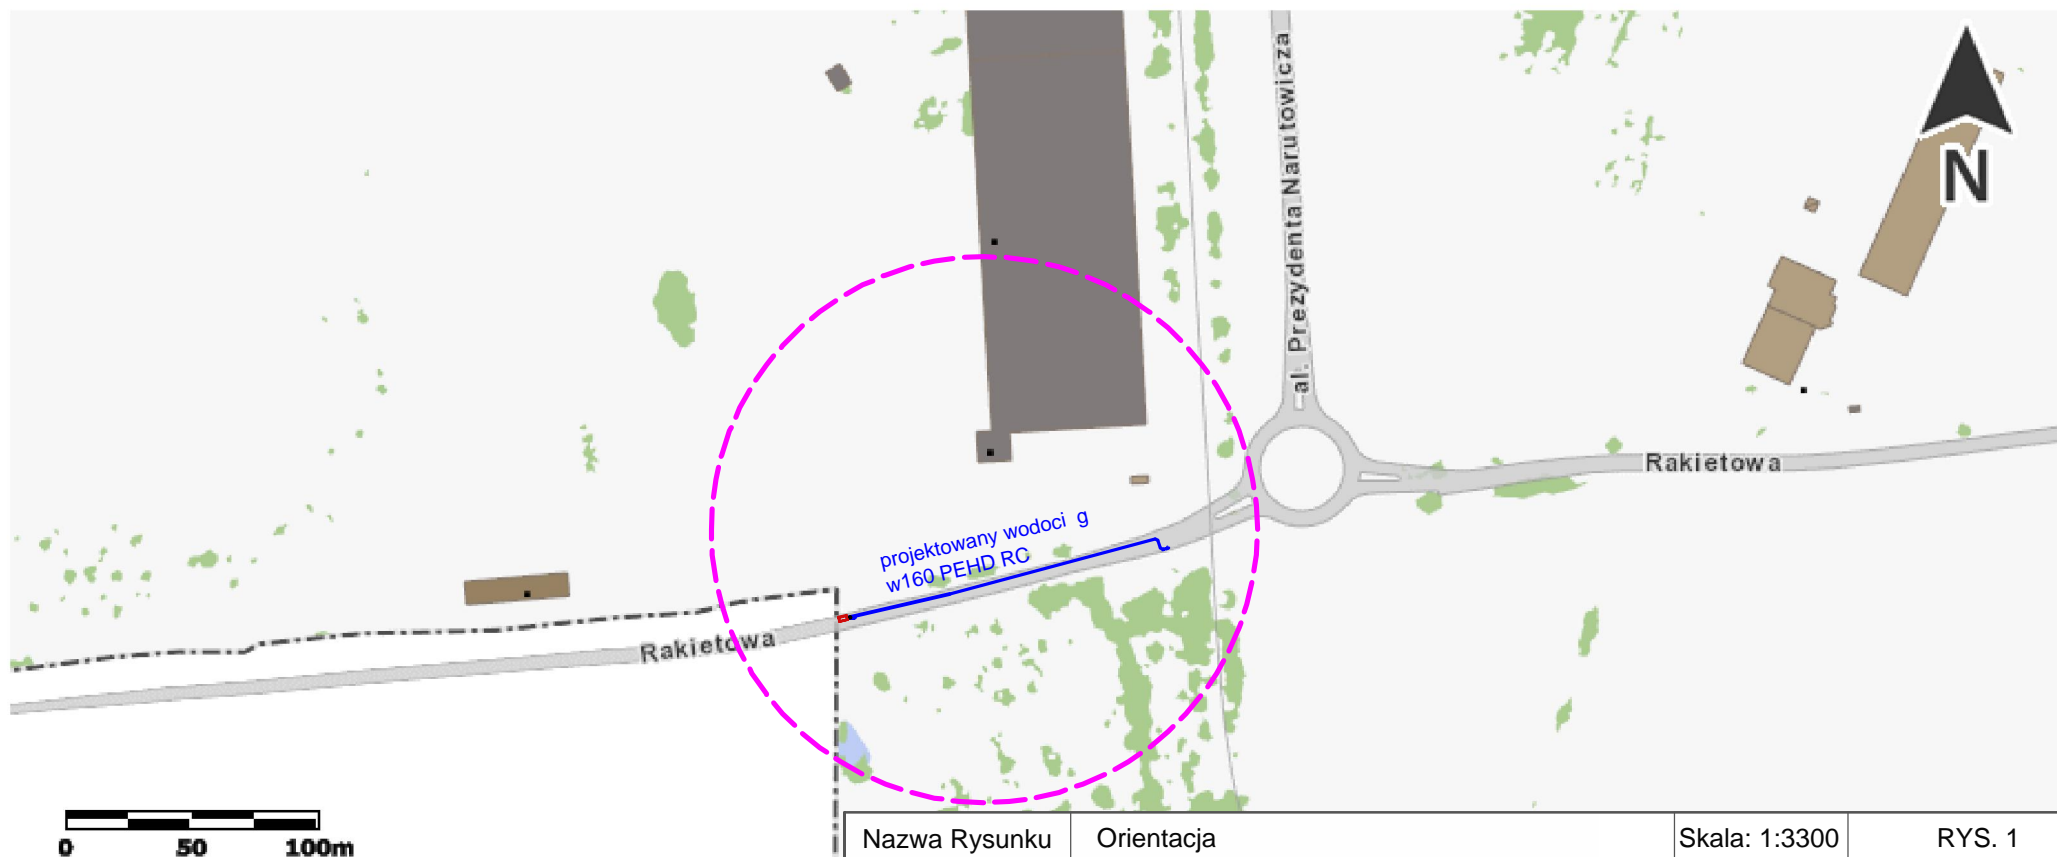 al. Prezydenta Narutowicza
N
Rakietowa
projektowany wodoci g
w160 PEHD RC
Rakietowa
0 50 100m
Nazwa Rysunku Orientacja Skala: 1:3300 RYS. 1